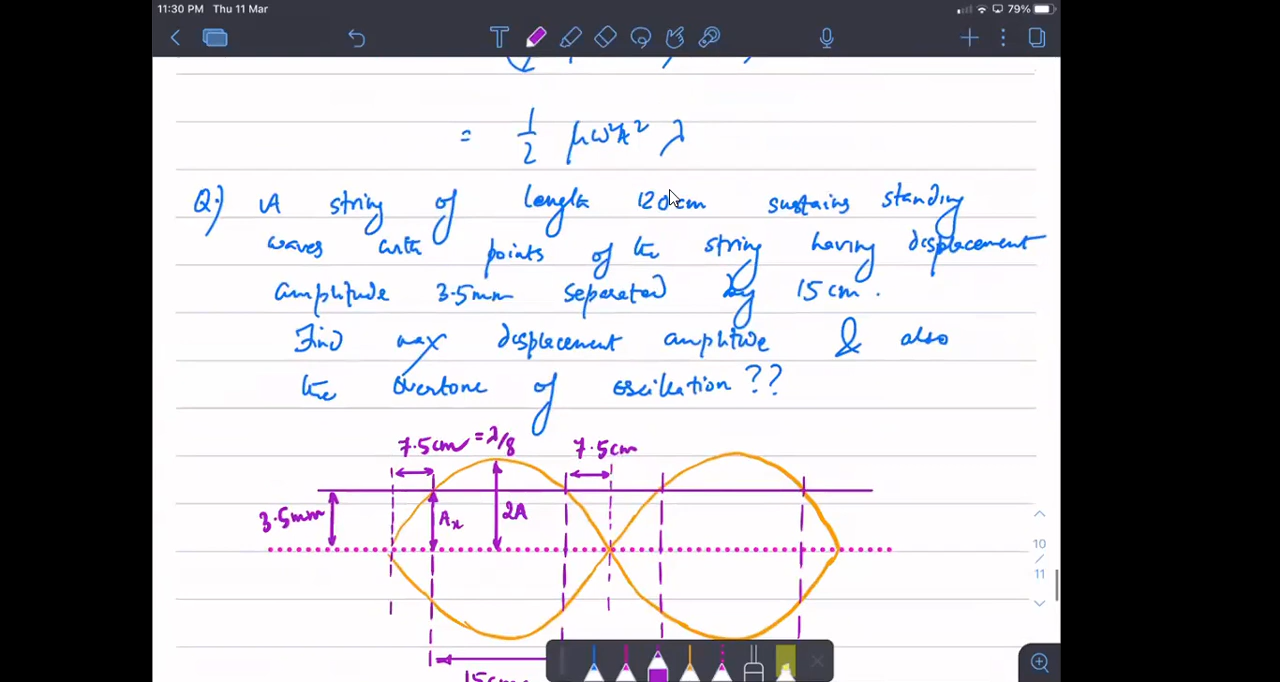 11:30 PM Thu 11 Mar
79%
T
= 1/2 μω²A² λ
Q.) A string of length 120cm sustains standing
waves with points of the string having displacement
amplitude 3.5mm separated by 15cm.
Find max displacement amplitude & also
the overtone of oscillation ??
7.5cm = λ/8 7.5cm
3.5mm Aₓ 2A
15cm
10
/
11